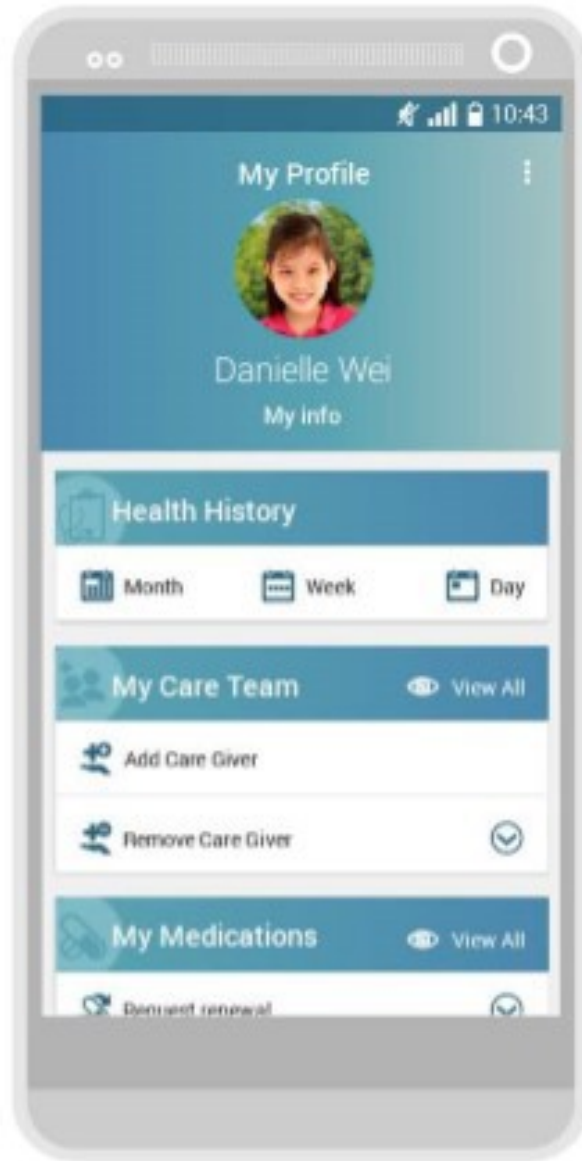 10:43
My Profile
Danielle Wei
My info
Health History
Month Week Day
My Care Team View All
Add Care Giver
Remove Care Giver
My Medications View All
Request renewal